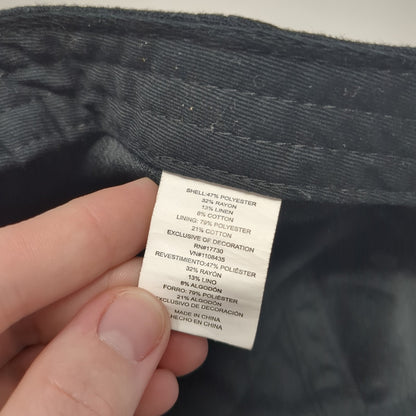 SHELL:47% POLYESTER
32% RAYON
13% LINEN
8% COTTON
LINING: 79% POLYESTER
21% COTTON
EXCLUSIVE OF DECORATION
RN#17730
VN#1108435
REVESTIMIENTO:47% POLIÉSTER
32% RAYÓN
13% LINO
8% ALGODÓN
FORRO: 79% POLIÉSTER
21% ALGODÓN
EXCLUSIVO DE DECORACIÓN
MADE IN CHINA
HECHO EN CHINA